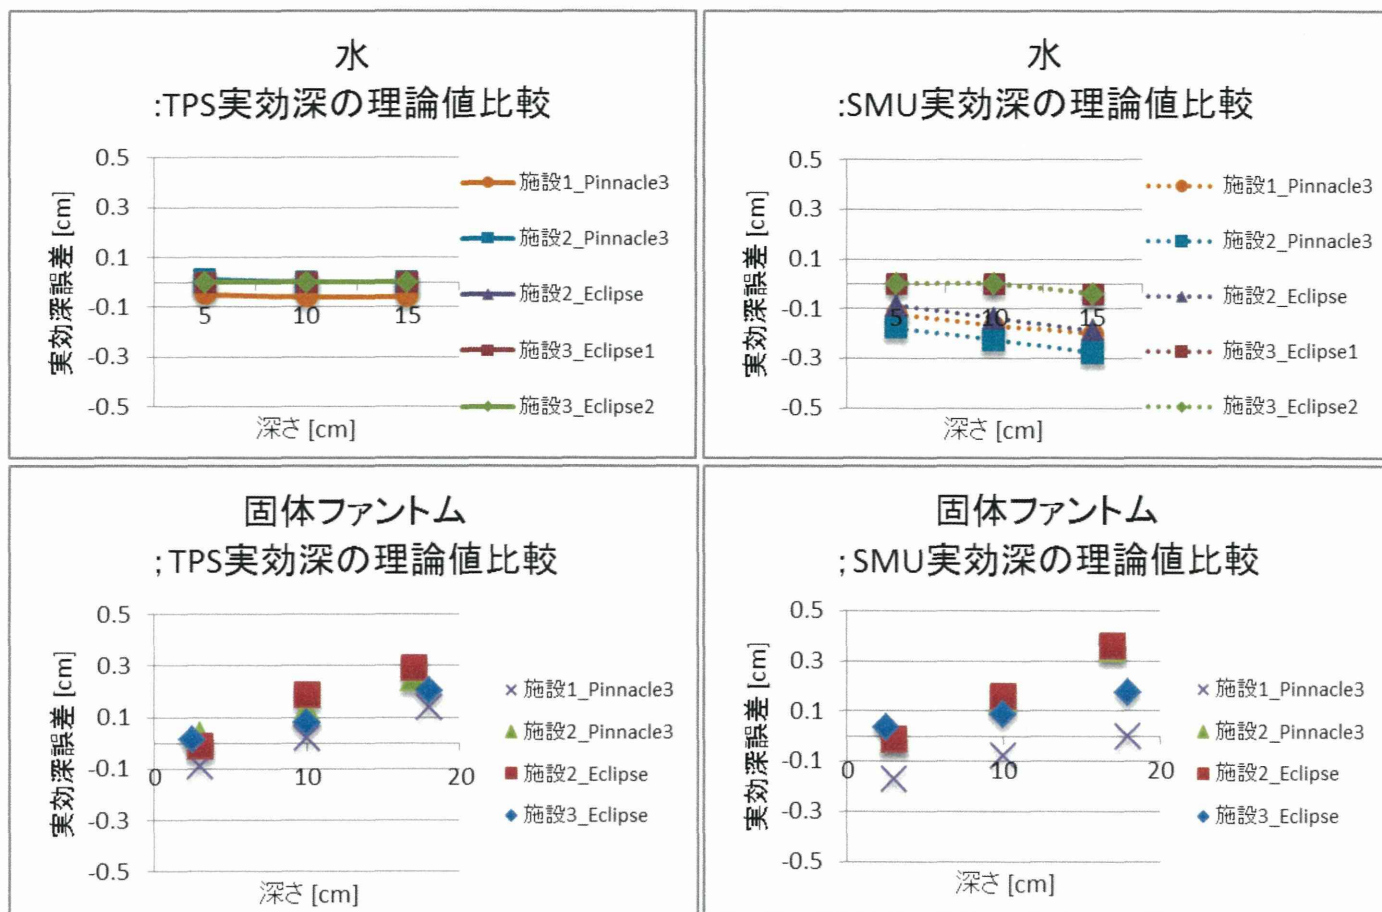 水
:TPS実効深の理論値比較
0.5
0.3
0.1
-0.1
-0.3
-0.5
実効深誤差 [cm]
5
10
15
深さ [cm]
施設1_Pinnacle3
施設2_Pinnacle3
施設2_Eclipse
施設3_Eclipse1
施設3_Eclipse2
水
:SMU実効深の理論値比較
0.5
0.3
0.1
-0.1
-0.3
-0.5
実効深誤差 [cm]
5
10
15
深さ [cm]
施設1_Pinnacle3
施設2_Pinnacle3
施設2_Eclipse
施設3_Eclipse1
施設3_Eclipse2
固体ファントム
;TPS実効深の理論値比較
0.5
0.3
0.1
-0.1
-0.3
-0.5
実効深誤差 [cm]
0
10
20
深さ [cm]
施設1_Pinnacle3
施設2_Pinnacle3
施設2_Eclipse
施設3_Eclipse
固体ファントム
;SMU実効深の理論値比較
0.5
0.3
0.1
-0.1
-0.3
-0.5
実効深誤差 [cm]
0
10
20
深さ [cm]
施設1_Pinnacle3
施設2_Pinnacle3
施設2_Eclipse
施設3_Eclipse